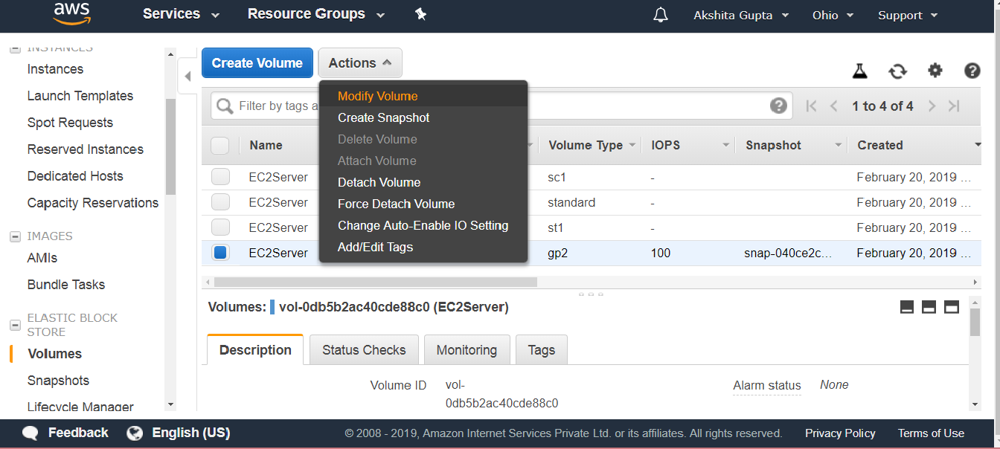 aws Services Resource Groups Akshita Gupta Ohio Support
INSTANCES
Instances
Launch Templates
Spot Requests
Reserved Instances
Dedicated Hosts
Capacity Reservations
IMAGES
AMIs
Bundle Tasks
ELASTIC BLOCK
STORE
Volumes
Snapshots
Lifecycle Manager
Create Volume Actions
Filter by tags a 1 to 4 of 4
Modify Volume
Create Snapshot
Delete Volume
Attach Volume
Detach Volume
Force Detach Volume
Change Auto-Enable IO Setting
Add/Edit Tags
Name Volume Type IOPS Snapshot Created
EC2Server sc1 - February 20, 2019 ...
EC2Server standard - February 20, 2019 ...
EC2Server st1 - February 20, 2019 ...
EC2Server gp2 100 snap-040ce2c... February 20, 2019 ...
Volumes: vol-0db5b2ac40cde88c0 (EC2Server)
Description Status Checks Monitoring Tags
Volume ID vol- Alarm status None
0db5b2ac40cde88c0
Feedback English (US) © 2008 - 2019, Amazon Internet Services Private Ltd. or its affiliates. All rights reserved. Privacy Policy Terms of Use